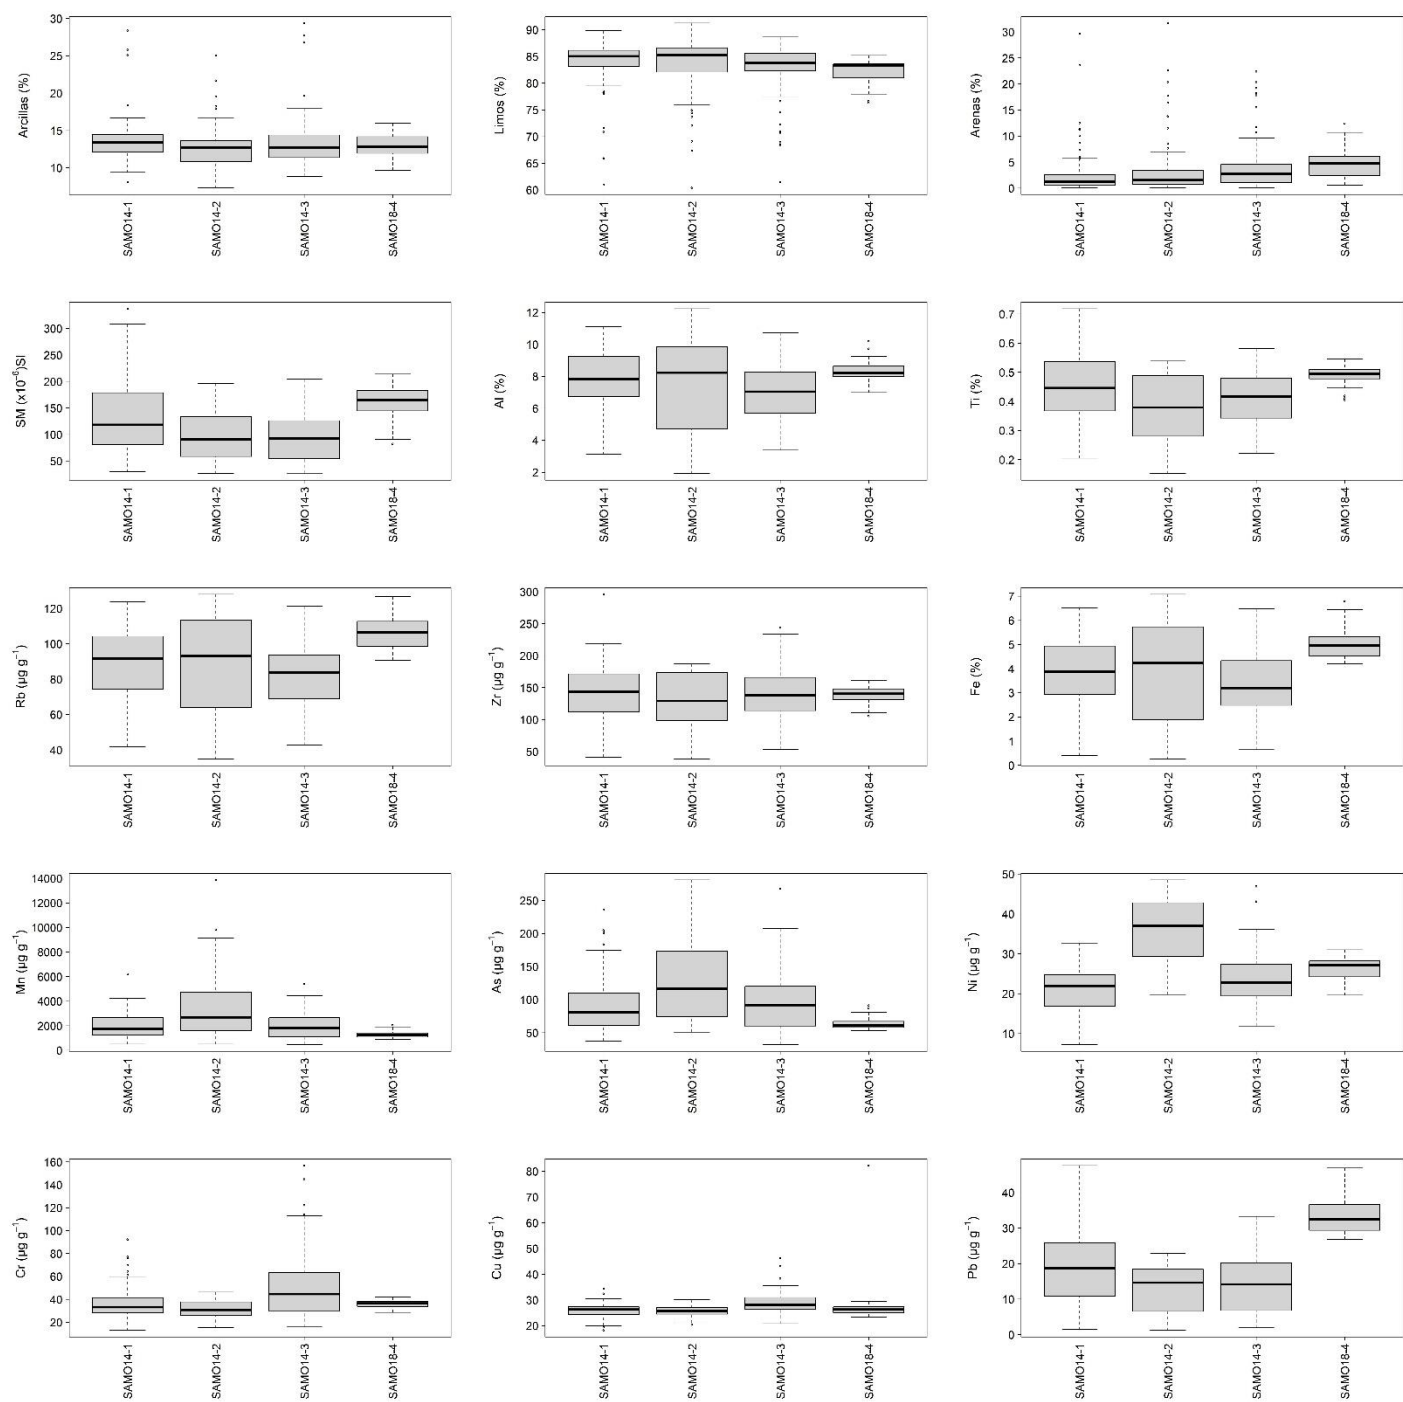 Arcillas (%)
30
25
20
15
10
SAMO14-1
SAMO14-2
SAMO14-3
SAMO18-4
Limos (%)
90
85
80
75
70
65
60
SAMO14-1
SAMO14-2
SAMO14-3
SAMO18-4
Arenas (%)
30
25
20
15
10
5
0
SAMO14-1
SAMO14-2
SAMO14-3
SAMO18-4
SM (x10⁻⁶)SI
300
250
200
150
100
50
SAMO14-1
SAMO14-2
SAMO14-3
SAMO18-4
Al (%)
12
10
8
6
4
2
SAMO14-1
SAMO14-2
SAMO14-3
SAMO18-4
Ti (%)
0.7
0.6
0.5
0.4
0.3
0.2
SAMO14-1
SAMO14-2
SAMO14-3
SAMO18-4
Rb (µg g⁻¹)
120
100
80
60
40
SAMO14-1
SAMO14-2
SAMO14-3
SAMO18-4
Zr (µg g⁻¹)
300
250
200
150
100
50
SAMO14-1
SAMO14-2
SAMO14-3
SAMO18-4
Fe (%)
7
6
5
4
3
2
1
0
SAMO14-1
SAMO14-2
SAMO14-3
SAMO18-4
Mn (µg g⁻¹)
14000
12000
10000
8000
6000
4000
2000
0
SAMO14-1
SAMO14-2
SAMO14-3
SAMO18-4
As (µg g⁻¹)
250
200
150
100
50
SAMO14-1
SAMO14-2
SAMO14-3
SAMO18-4
Ni (µg g⁻¹)
50
40
30
20
10
SAMO14-1
SAMO14-2
SAMO14-3
SAMO18-4
Cr (µg g⁻¹)
160
140
120
100
80
60
40
20
SAMO14-1
SAMO14-2
SAMO14-3
SAMO18-4
Cu (µg g⁻¹)
80
70
60
50
40
30
20
SAMO14-1
SAMO14-2
SAMO14-3
SAMO18-4
Pb (µg g⁻¹)
40
30
20
10
0
SAMO14-1
SAMO14-2
SAMO14-3
SAMO18-4